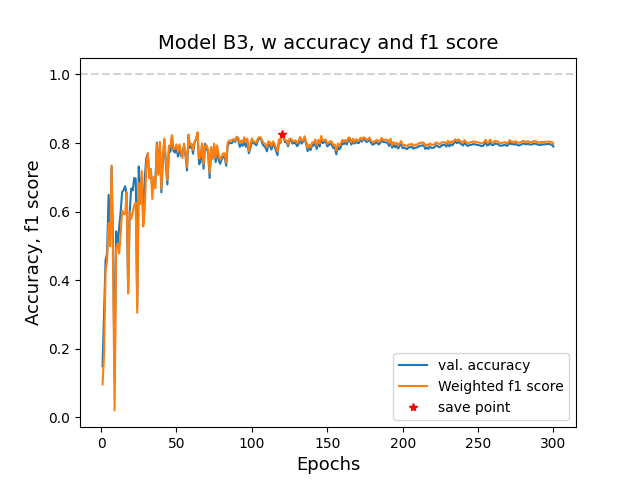 Model B3, w accuracy and f1 score
1.0
0.8
0.6
0.4
0.2
0.0
Accuracy, f1 score
0
50
100
150
200
250
300
Epochs
val. accuracy
Weighted f1 score
save point